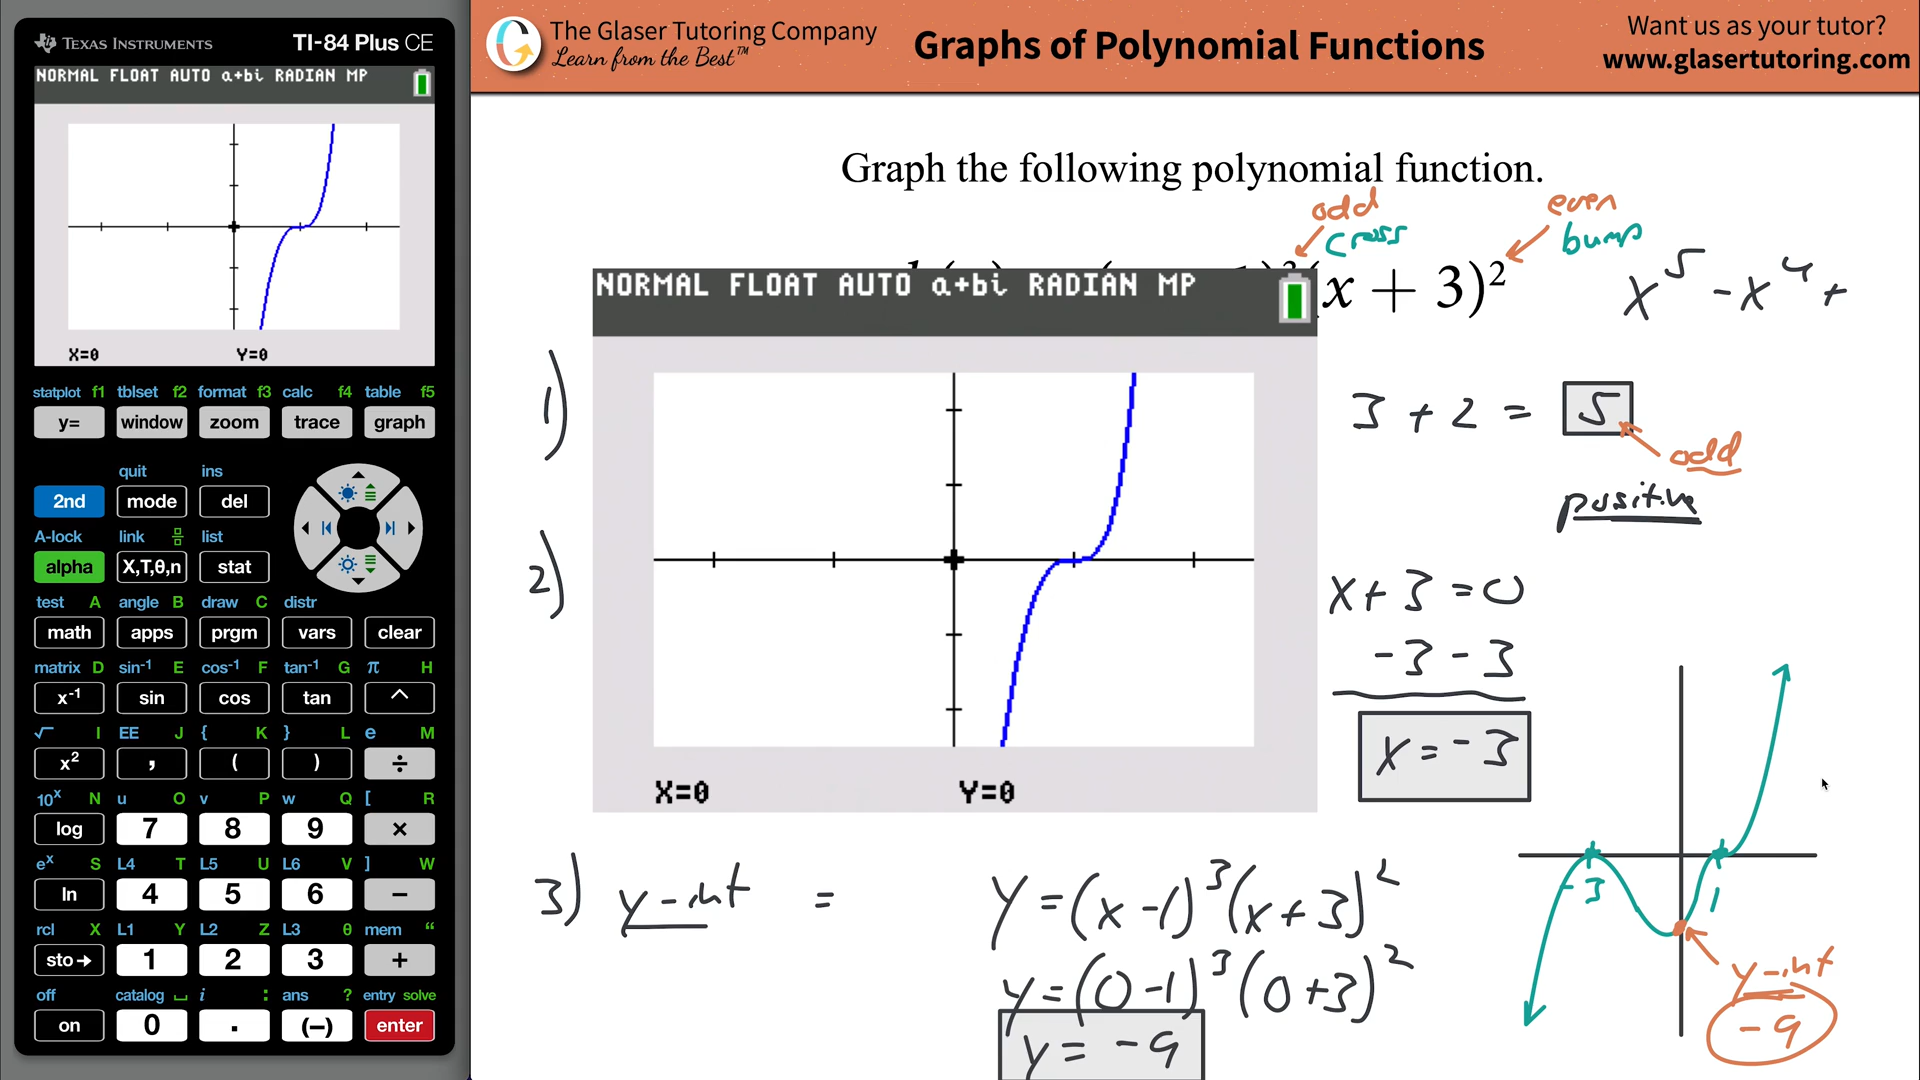 TEXAS INSTRUMENTS TI-84 Plus CE
NORMAL FLOAT AUTO a+bi RADIAN MP
X=0 Y=0
statplot f1 tblset f2 format f3 calc f4 table f5
y= window zoom trace graph
quit ins
2nd mode del
A-lock link list
alpha X,T,θ,n stat
test A angle B draw C distr
math apps prgm vars clear
matrix D sin⁻¹ E cos⁻¹ F tan⁻¹ G π H
x⁻¹ sin cos tan ^
√ I EE J { K } L e M
x² , ( ) ÷
10ˣ N u O v P w Q [ R
log 7 8 9 ×
eˣ S L4 T L5 U L6 V ] W
ln 4 5 6 −
rcl X L1 Y L2 Z L3 θ mem "
sto→ 1 2 3 +
off catalog ⎵ i : ans ? entry solve
on 0 . (−) enter
The Glaser Tutoring Company
Learn from the Best™
Graphs of Polynomial Functions
Want us as your tutor?
www.glasertutoring.com
Graph the following polynomial function.
odd
cross
even
bump
(x + 3)²
x⁵ - x⁴ +
NORMAL FLOAT AUTO a+bi RADIAN MP
X=0 Y=0
1)
3 + 2 = 5
odd
positive
2)
x + 3 = 0
-3 -3
x = -3
3) y-int =
y = (x-1)³(x+3)²
y = (0-1)³(0+3)²
y = -9
-3
1
y-int
-9